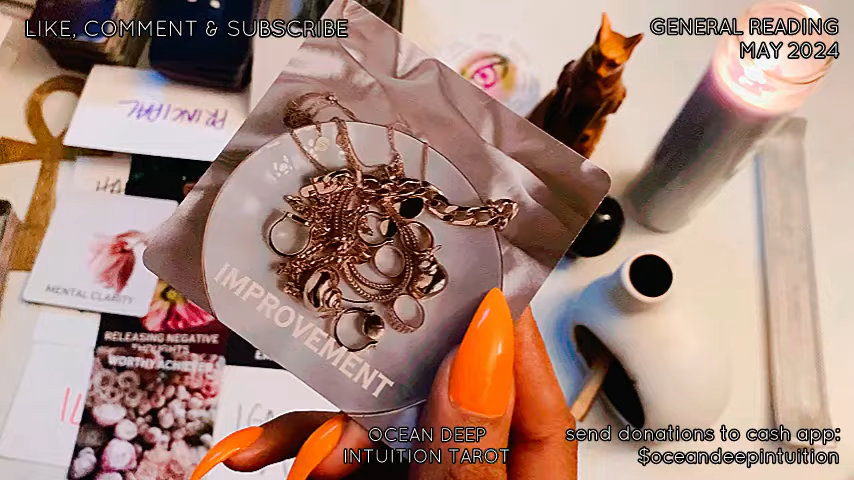 LIKE, COMMENT & SUBSCRIBE
GENERAL READING
MAY 2024
PRINCIPAL
MENTAL CLARITY
IMPROVEMENT
RELEASING NEGATIVE
THOUGHTS
WORTHY
OCEAN DEEP
INTUITION TAROT
send donations to cash app:
$oceandeepintuition